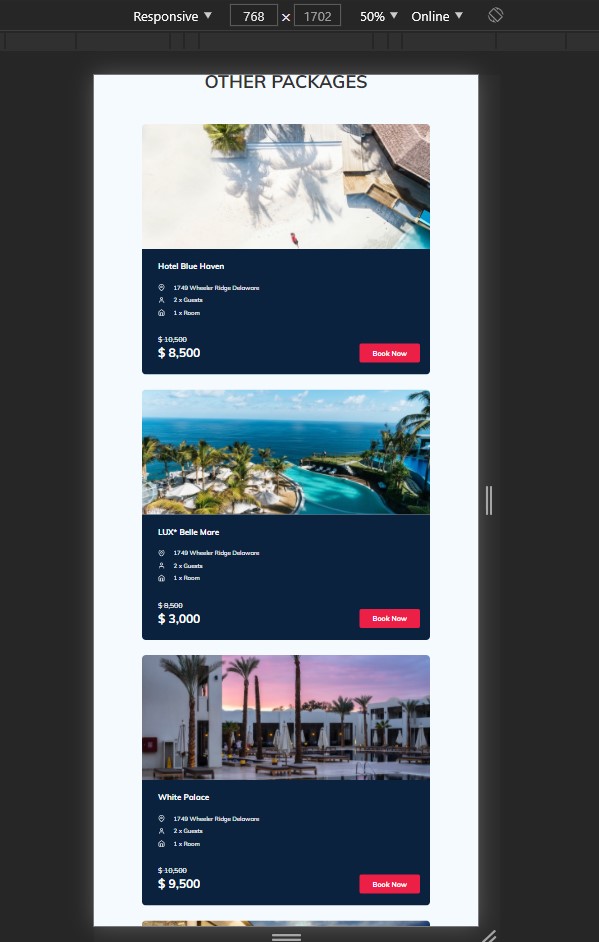 Responsive ▼ 768 × 1702 50% ▼ Online ▼
OTHER PACKAGES
Hotel Blue Haven
1749 Wheeler Ridge Delaware
2 x Guests
1 x Room
$ 10,500
$ 8,500
Book Now
LUX* Belle Mare
1749 Wheeler Ridge Delaware
2 x Guests
1 x Room
$ 8,500
$ 3,000
Book Now
White Palace
1749 Wheeler Ridge Delaware
2 x Guests
1 x Room
$ 10,500
$ 9,500
Book Now